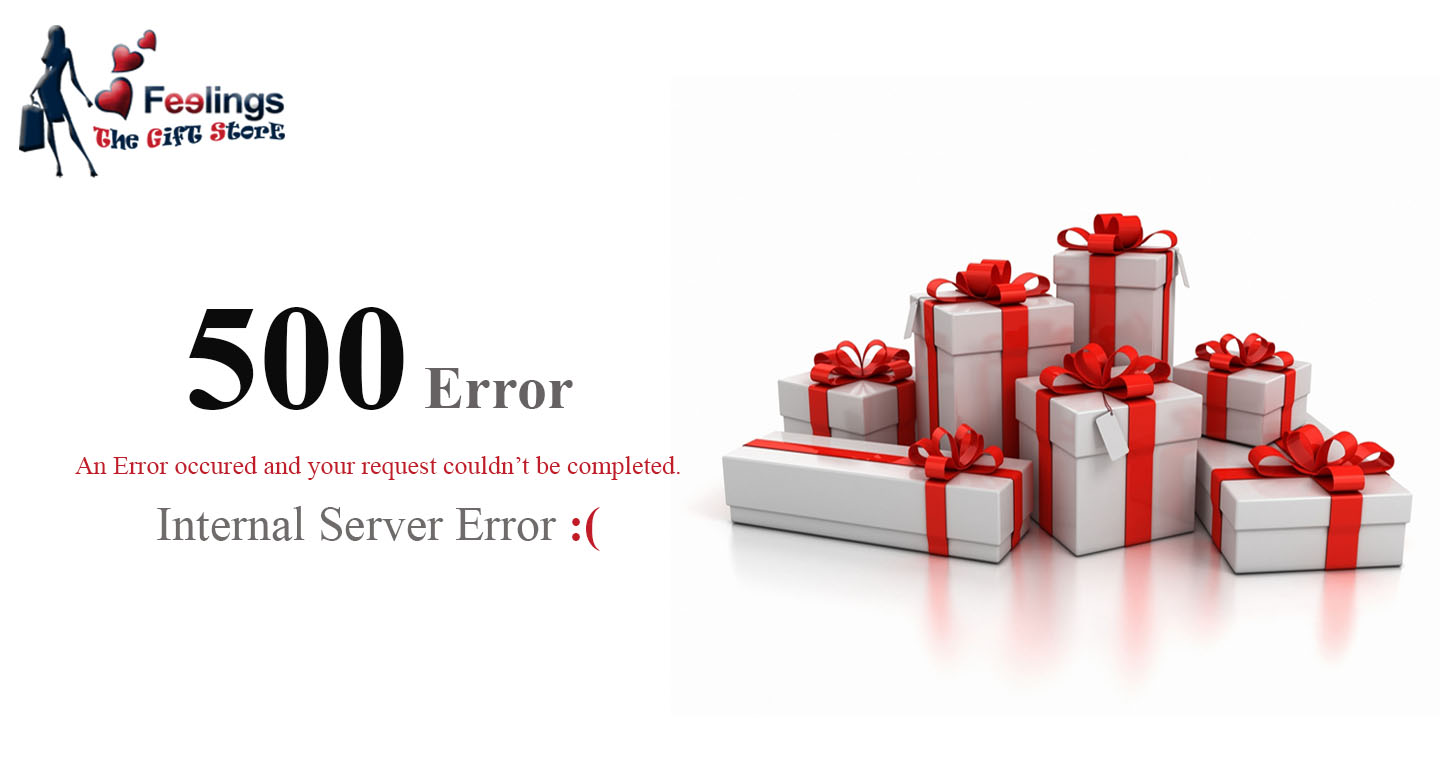 Feelings
The Gift Store
500 Error
An Error occured and your request couldn’t be completed.
Internal Server Error :(